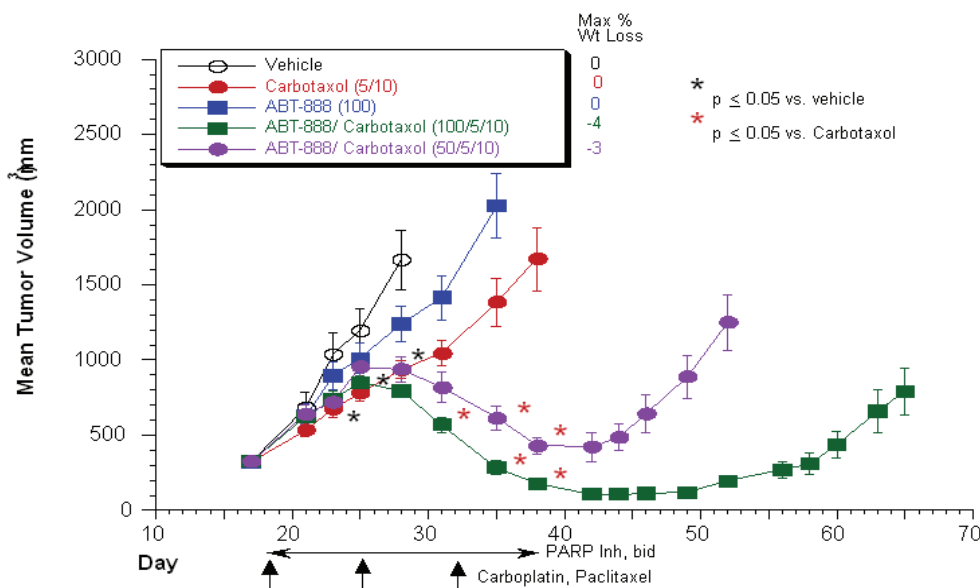 Max %
Wt Loss
Vehicle 0
Carbotaxol (5/10) 0
ABT-888 (100) 0
ABT-888/ Carbotaxol (100/5/10) -4
ABT-888/ Carbotaxol (50/5/10) -3
* p ≤ 0.05 vs. vehicle
* p ≤ 0.05 vs. Carbotaxol
Mean Tumor Volume (mm³)
3000
2500
2000
1500
1000
500
0
10 20 30 40 50 60 70
Day
PARP Inh, bid
Carboplatin, Paclitaxel